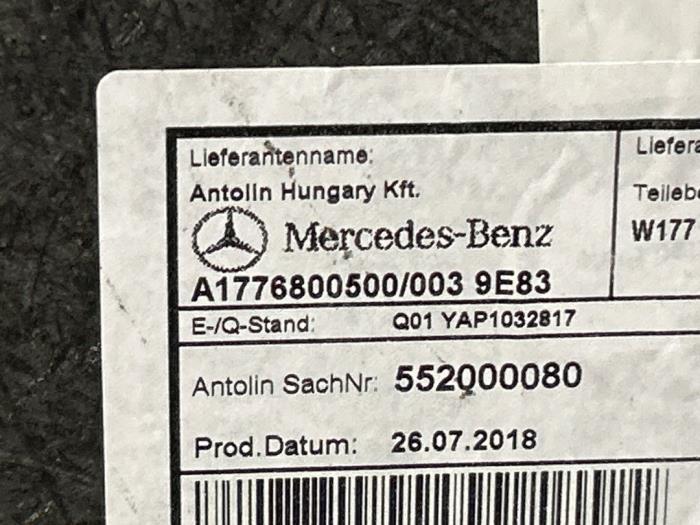 Lieferantenname:
Antolin Hungary Kft.
Mercedes-Benz
A1776800500/003 9E83
W177
E-/Q-Stand: Q01 YAP1032817
Antolin SachNr: 552000080
Prod.Datum: 26.07.2018